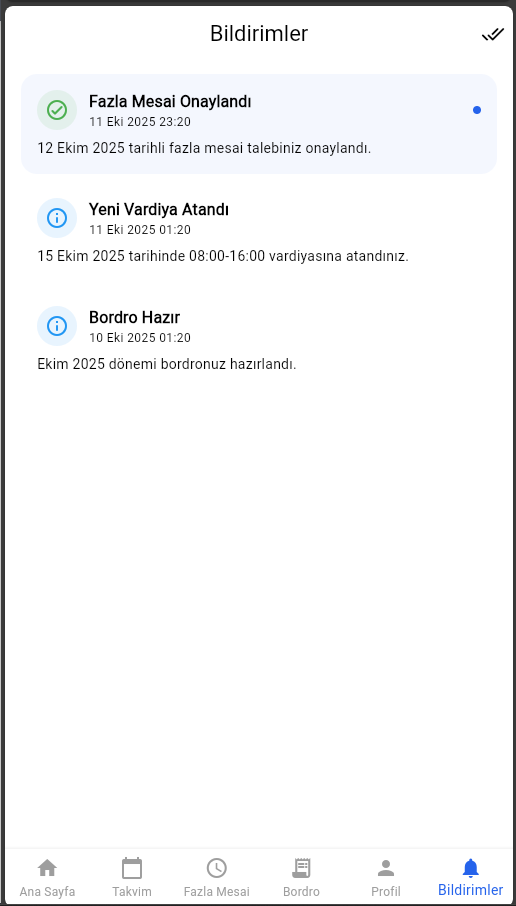 Bildirimler
Fazla Mesai Onaylandı
11 Eki 2025 23:20
12 Ekim 2025 tarihli fazla mesai talebiniz onaylandı.
Yeni Vardiya Atandı
11 Eki 2025 01:20
15 Ekim 2025 tarihinde 08:00-16:00 vardiyasına atandınız.
Bordro Hazır
10 Eki 2025 01:20
Ekim 2025 dönemi bordronuz hazırlandı.
Ana Sayfa
Takvim
Fazla Mesai
Bordro
Profil
Bildirimler